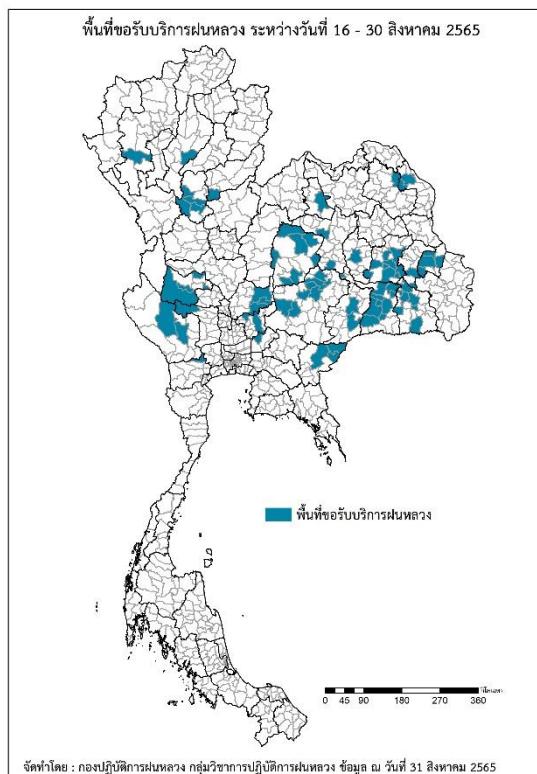 พื้นที่ขอรับบริการฝนหลวง ระหว่างวันที่ 16 - 30 สิงหาคม 2565
พื้นที่ขอรับบริการฝนหลวง
0 45 90 180 270 360
จัดทำโดย : กองปฏิบัติการฝนหลวง กลุ่มวิชาการปฏิบัติการฝนหลวง ข้อมูล ณ วันที่ 31 สิงหาคม 2565